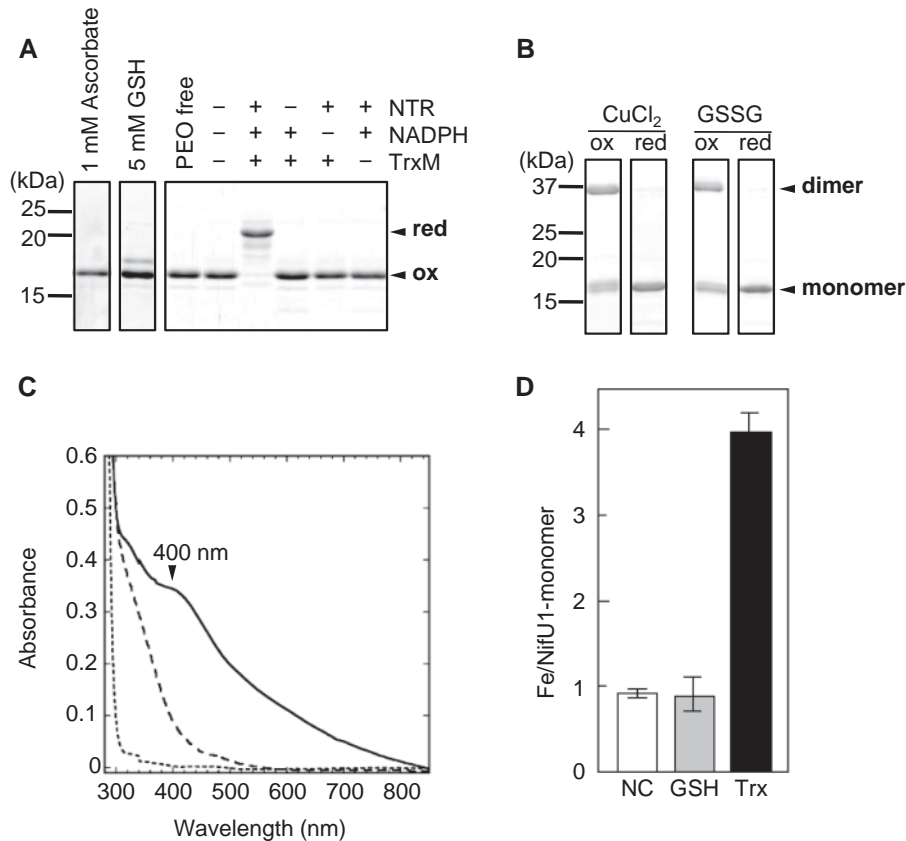 A
1 mM Ascorbate
5 mM GSH
PEO free
– + – + + NTR
– + + – + NADPH
– + + + – TrxM
(kDa)
25
20
15
red
ox
B
CuCl₂ GSSG
ox red ox red
37
25
20
15
dimer
monomer
C
0.6
0.5
0.4
0.3
0.2
0.1
0
Absorbance
400 nm
300 400 500 600 700 800
Wavelength (nm)
D
4
3
2
1
0
Fe/NifU1-monomer
NC GSH Trx